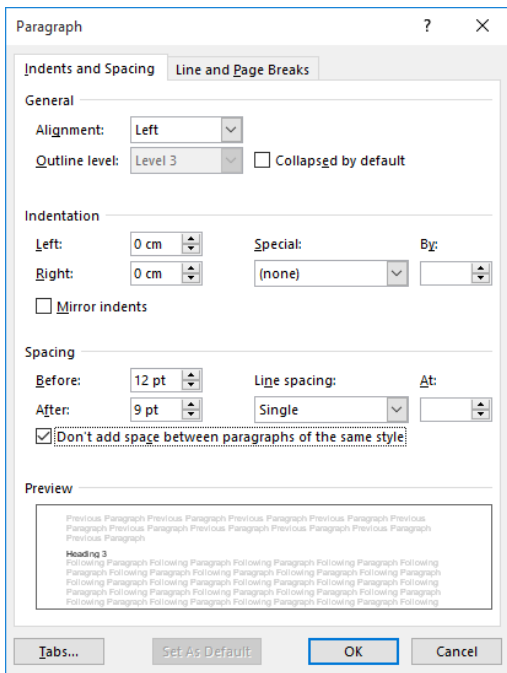 Paragraph ? ×
Indents and Spacing Line and Page Breaks
General
Alignment: Left
Outline level: Level 3 Collapsed by default
Indentation
Left: 0 cm Special: By:
Right: 0 cm (none)
Mirror indents
Spacing
Before: 12 pt Line spacing: At:
After: 9 pt Single
Don't add space between paragraphs of the same style
Preview
Previous Paragraph Previous Paragraph Previous Paragraph Previous Paragraph Previous
Paragraph Previous Paragraph Previous Paragraph Previous Paragraph Previous Paragraph
Previous Paragraph
Heading 3
Following Paragraph Following Paragraph Following Paragraph Following Paragraph Following
Paragraph Following Paragraph Following Paragraph Following Paragraph Following Paragraph
Following Paragraph Following Paragraph Following Paragraph Following Paragraph Following
Paragraph Following Paragraph Following Paragraph Following Paragraph Following Paragraph
Following Paragraph Following Paragraph Following Paragraph Following Paragraph Following
Tabs... Set As Default OK Cancel